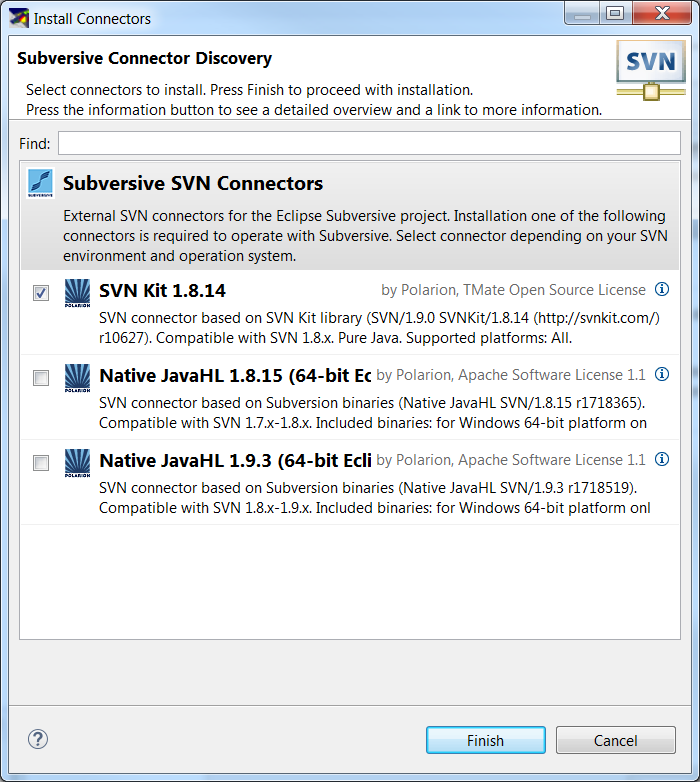 Install Connectors
Subversive Connector Discovery
Select connectors to install. Press Finish to proceed with installation.
Press the information button to see a detailed overview and a link to more information.
SVN
Find:
SUBVERSIVE
Subversive SVN Connectors
External SVN connectors for the Eclipse Subversive project. Installation one of the following
connectors is required to operate with Subversive. Select connector depending on your SVN
environment and operation system.
POLARION
SVN Kit 1.8.14 by Polarion, TMate Open Source License
SVN connector based on SVN Kit library (SVN/1.9.0 SVNKit/1.8.14 (http://svnkit.com/)
r10627). Compatible with SVN 1.8.x. Pure Java. Supported platforms: All.
POLARION
Native JavaHL 1.8.15 (64-bit Ec by Polarion, Apache Software License 1.1
SVN connector based on Subversion binaries (Native JavaHL SVN/1.8.15 r1718365).
Compatible with SVN 1.7.x-1.8.x. Included binaries: for Windows 64-bit platform on
POLARION
Native JavaHL 1.9.3 (64-bit Ecli by Polarion, Apache Software License 1.1
SVN connector based on Subversion binaries (Native JavaHL SVN/1.9.3 r1718519).
Compatible with SVN 1.8.x-1.9.x. Included binaries: for Windows 64-bit platform onl
? Finish Cancel